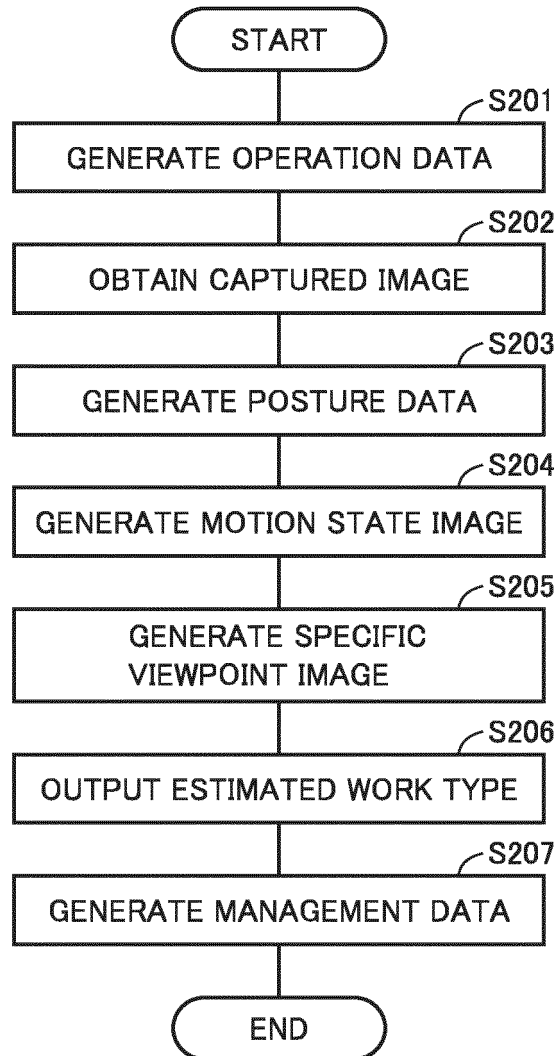 START
S201
GENERATE OPERATION DATA
S202
OBTAIN CAPTURED IMAGE
S203
GENERATE POSTURE DATA
S204
GENERATE MOTION STATE IMAGE
S205
GENERATE SPECIFIC
VIEWPOINT IMAGE
S206
OUTPUT ESTIMATED WORK TYPE
S207
GENERATE MANAGEMENT DATA
END